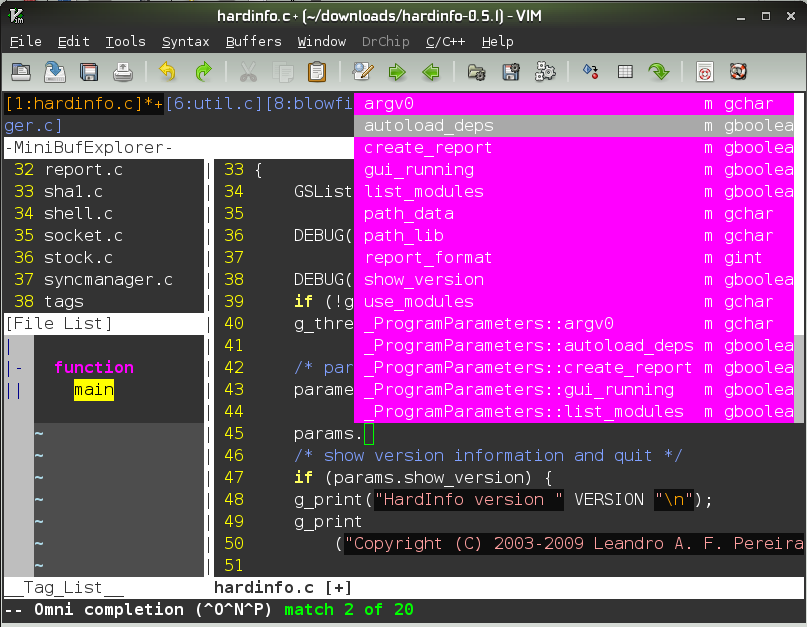 hardinfo.c + (~/downloads/hardinfo-0.5.1) - VIM
File Edit Tools Syntax Buffers Window DrChip C/C++ Help
[1:hardinfo.c]*+[6:util.c][8:blowfi
ger.c]
-MiniBufExplorer-
argv0 m gchar
autoload_deps m gboolea
create_report m gboolea
gui_running m gboolea
list_modules m gboolea
path_data m gchar
path_lib m gchar
report_format m gint
show_version m gboolea
use_modules m gchar
_ProgramParameters::argv0 m gchar
_ProgramParameters::autoload_deps m gboolea
_ProgramParameters::create_report m gboolea
_ProgramParameters::gui_running m gboolea
_ProgramParameters::list_modules m gboolea
32 report.c
33 sha1.c
34 shell.c
35 socket.c
36 stock.c
37 syncmanager.c
38 tags
[File List]
|
|- function
|| main
~
~
~
~
~
~
~
__Tag_List__
33 {
34 GSList
35
36 DEBUG(
37
38 DEBUG(
39 if (!g
40 g_thre
41
42 /* par
43 parame
44
45 params.
46 /* show version information and quit */
47 if (params.show_version) {
48 g_print("HardInfo version " VERSION "\n");
49 g_print
50 ("Copyright (C) 2003-2009 Leandro A. F. Pereira
51
hardinfo.c [+]
-- Omni completion (^O^N^P) match 2 of 20